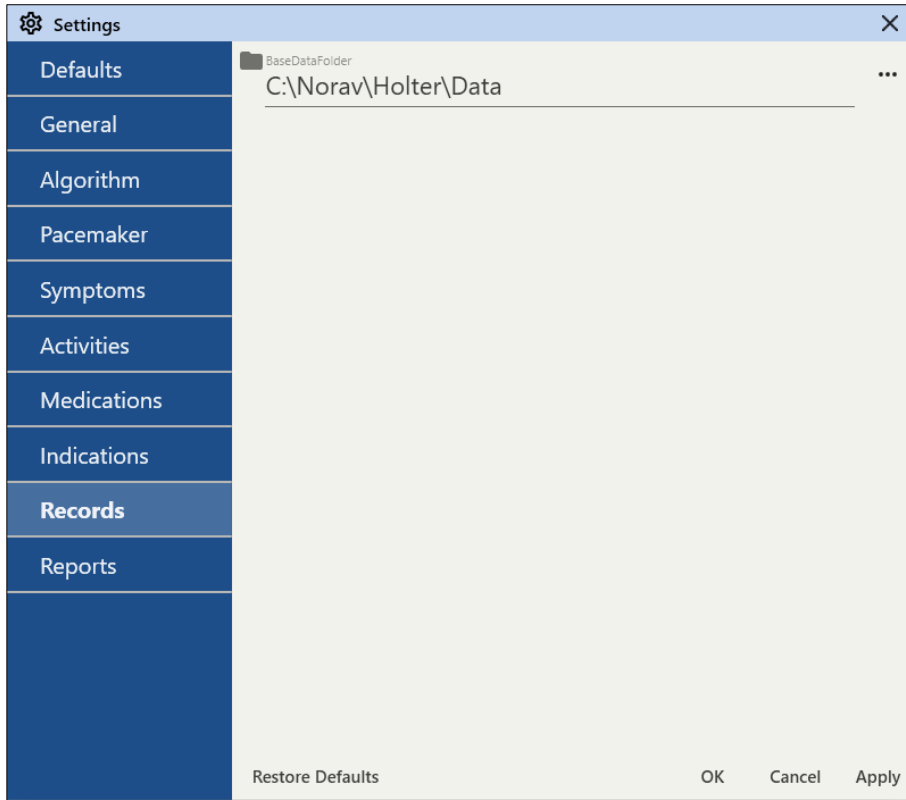 Settings
Defaults
General
Algorithm
Pacemaker
Symptoms
Activities
Medications
Indications
Records
Reports
BaseDataFolder
C:\Norav\Holter\Data
Restore Defaults
OK
Cancel
Apply